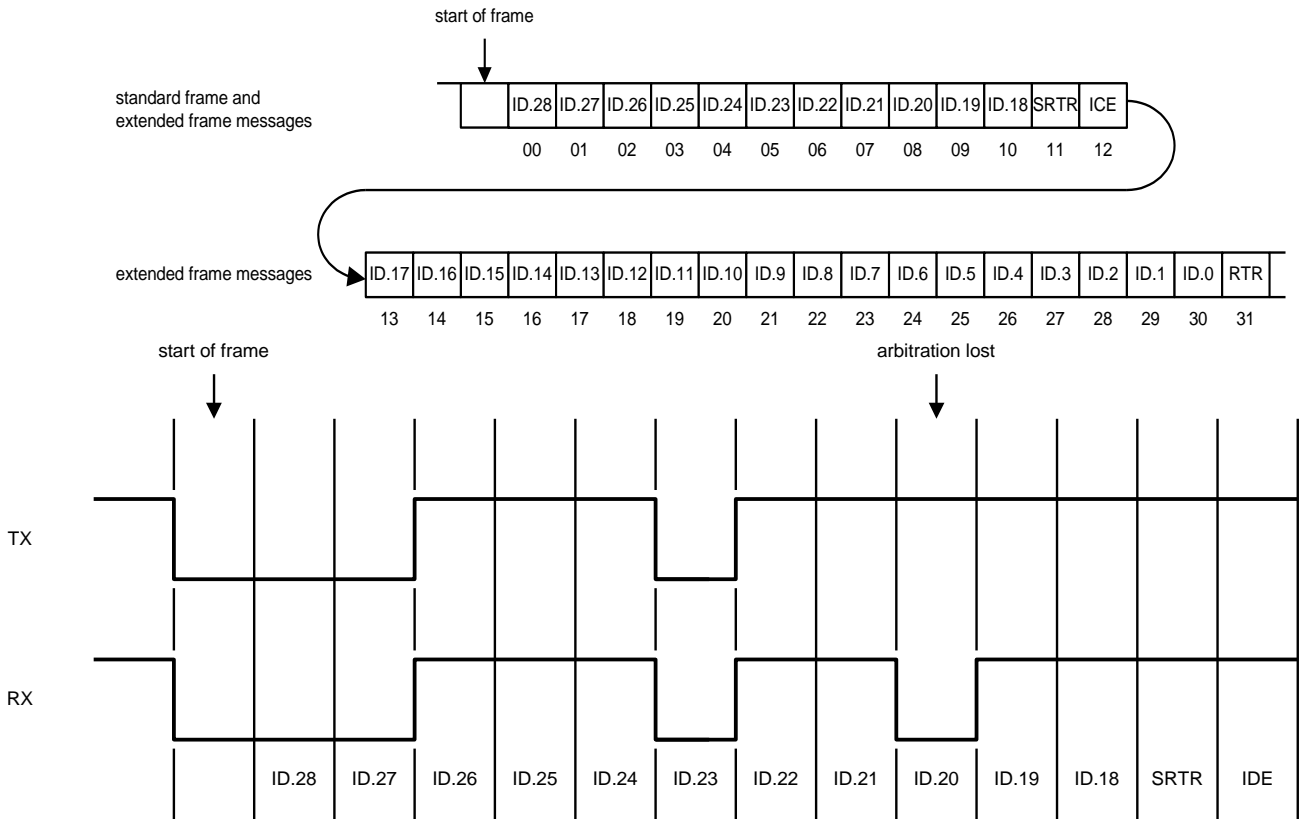 start of frame
standard frame and
extended frame messages
ID.28 ID.27 ID.26 ID.25 ID.24 ID.23 ID.22 ID.21 ID.20 ID.19 ID.18 SRTR ICE
00 01 02 03 04 05 06 07 08 09 10 11 12
extended frame messages
ID.17 ID.16 ID.15 ID.14 ID.13 ID.12 ID.11 ID.10 ID.9 ID.8 ID.7 ID.6 ID.5 ID.4 ID.3 ID.2 ID.1 ID.0 RTR
13 14 15 16 17 18 19 20 21 22 23 24 25 26 27 28 29 30 31
start of frame arbitration lost
TX
RX
ID.28 ID.27 ID.26 ID.25 ID.24 ID.23 ID.22 ID.21 ID.20 ID.19 ID.18 SRTR IDE